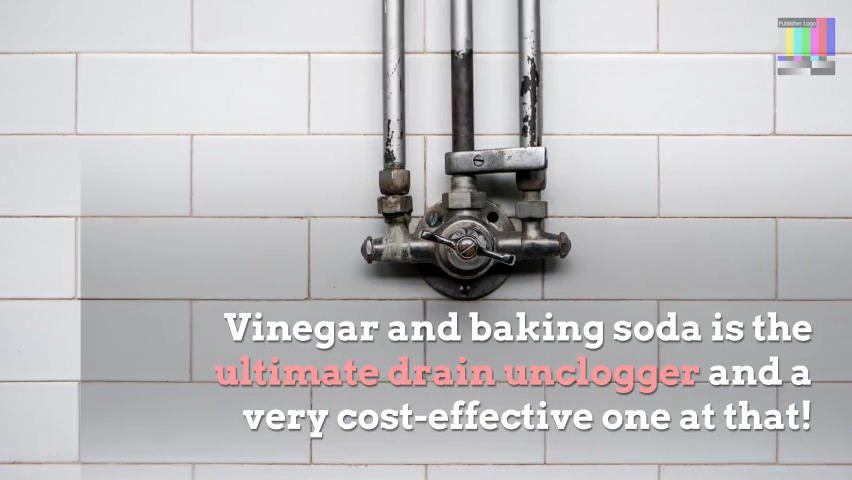 Publisher Logo
Vinegar and baking soda is the
ultimate drain unclogger and a
very cost-effective one at that!